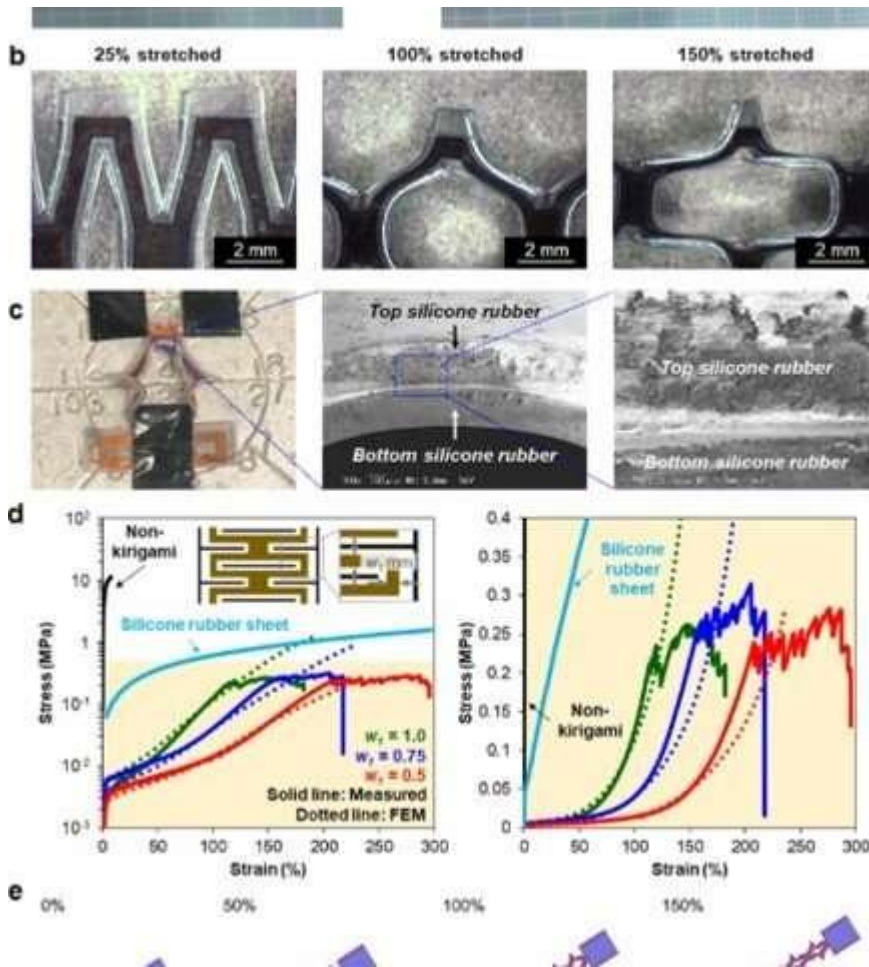 b
25% stretched 100% stretched 150% stretched
2 mm 2 mm 2 mm
c
Top silicone rubber
Bottom silicone rubber
Top silicone rubber
Bottom silicone rubber
d
10²
10
1
10⁻¹
10⁻²
10⁻³
Stress (MPa)
Non-
kirigami
Silicone rubber sheet
w₁ = 1.0
w₁ = 0.75
w₁ = 0.5
Solid line: Measured
Dotted line: FEM
0 50 100 150 200 250 300
Strain (%)
0.4
0.35
0.3
0.25
0.2
0.15
0.1
0.05
0
Stress (MPa)
Silicone
rubber
sheet
Non-
kirigami
0 50 100 150 200 250 300
Strain (%)
e
0% 50% 100% 150%